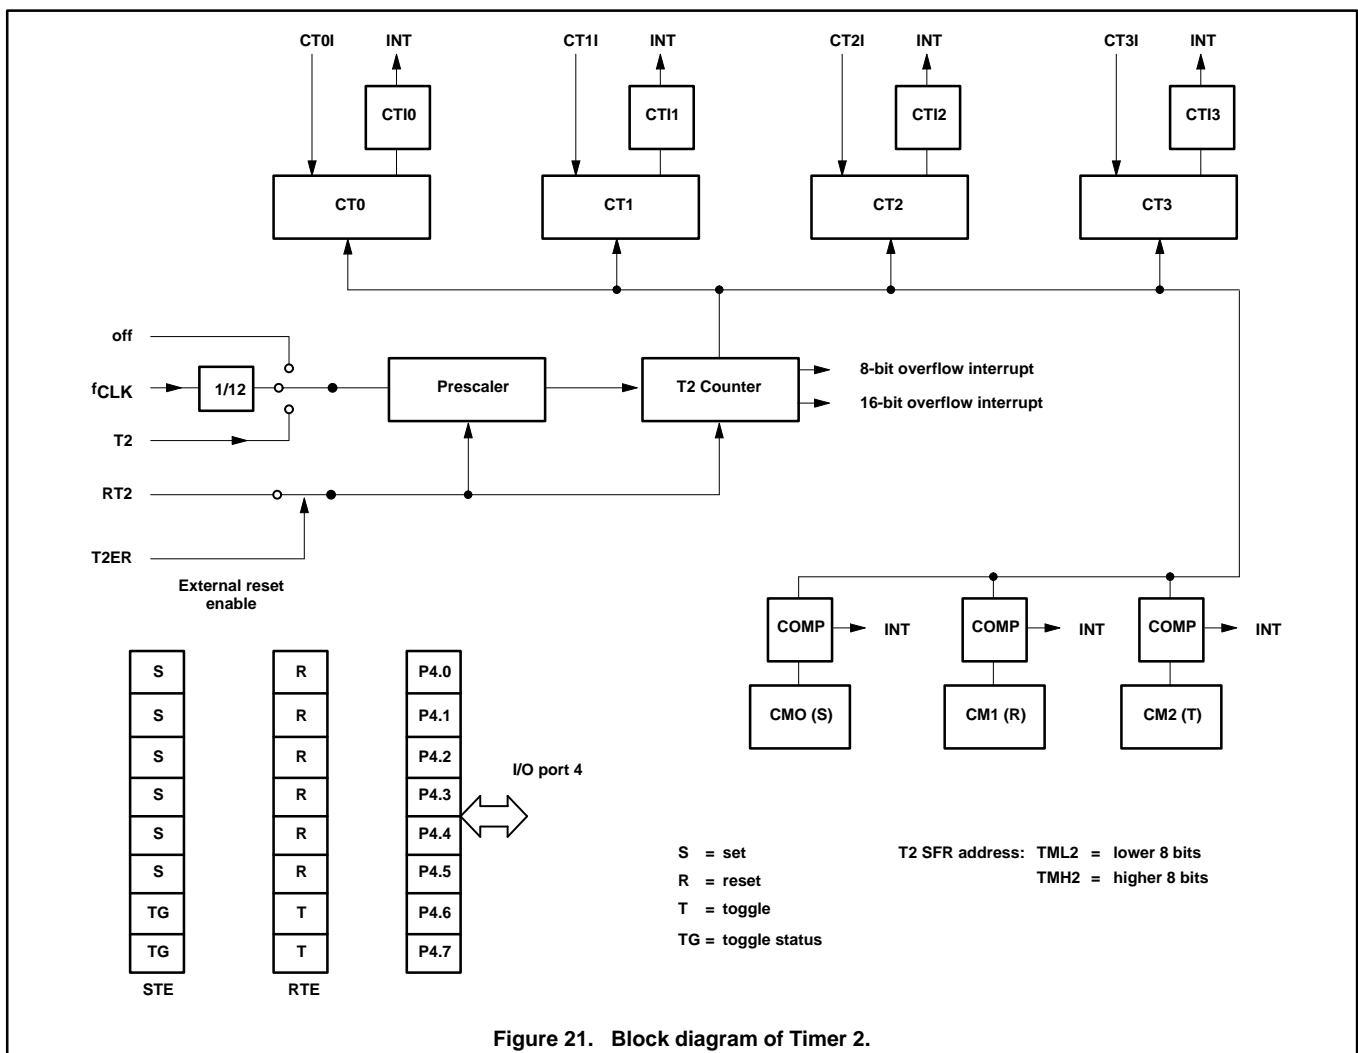 CT0I INT CT1I INT CT2I INT CT3I INT
CTI0 CTI1 CTI2 CTI3
CT0 CT1 CT2 CT3
off
fCLK 1/12 Prescaler T2 Counter 8-bit overflow interrupt
16-bit overflow interrupt
T2
RT2
T2ER
External reset
enable
COMP INT COMP INT COMP INT
CMO (S) CM1 (R) CM2 (T)
S R P4.0
S R P4.1
S R P4.2
I/O port 4
S R P4.3
S R P4.4
S R P4.5
TG T P4.6
TG T P4.7
STE RTE
S = set
R = reset
T = toggle
TG = toggle status
T2 SFR address: TML2 = lower 8 bits
TMH2 = higher 8 bits
Figure 21. Block diagram of Timer 2.